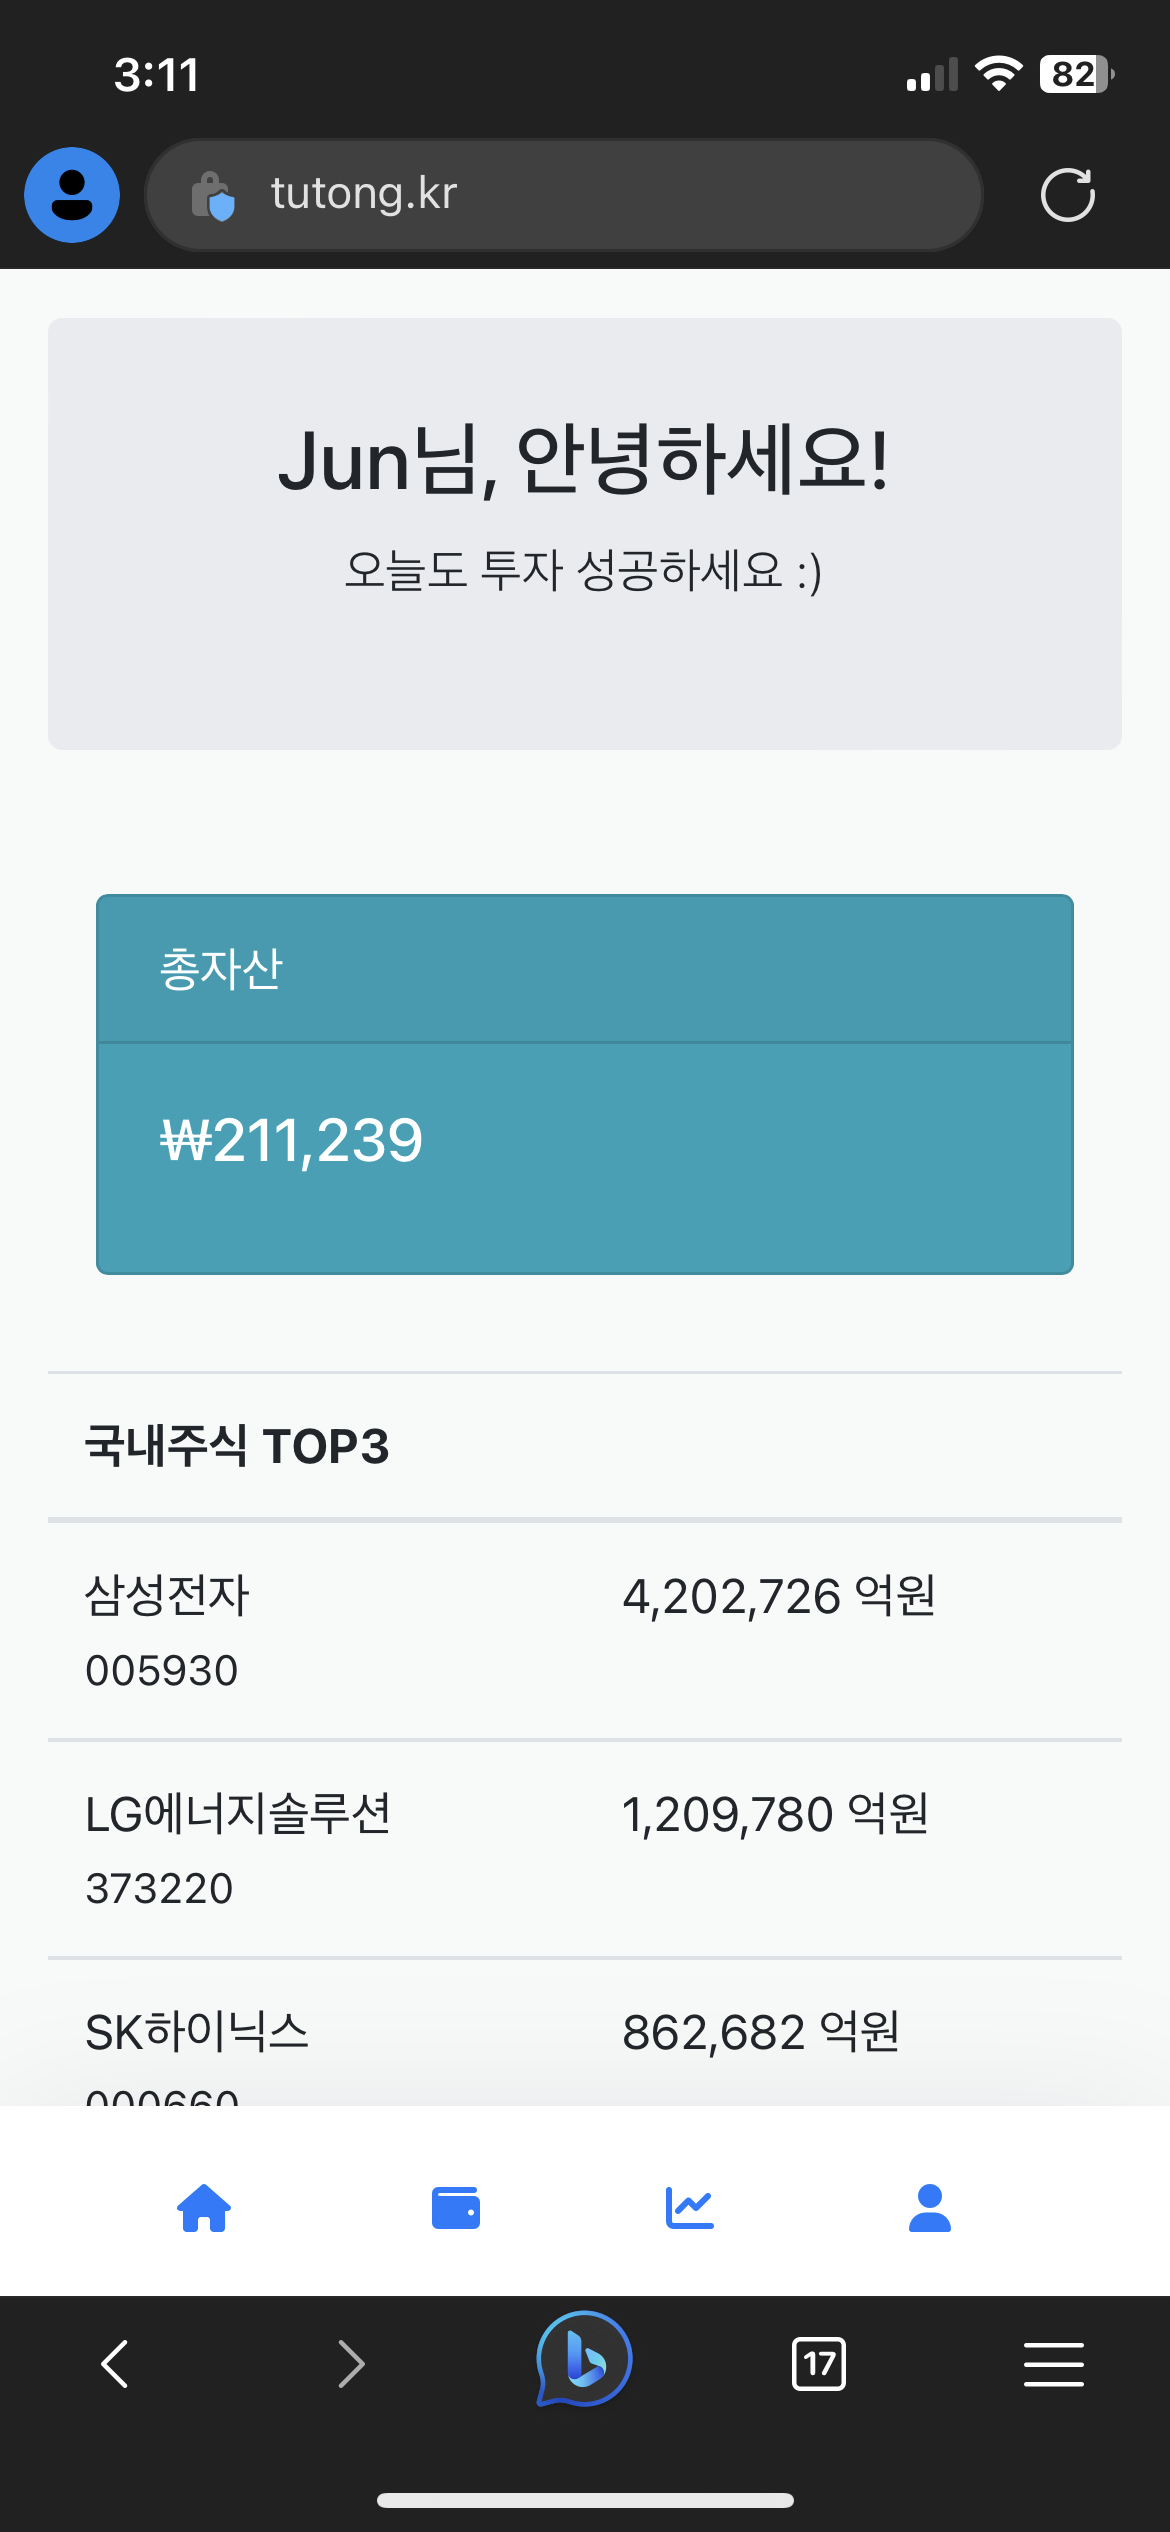 3:11
82
tutong.kr
Jun님, 안녕하세요!
오늘도 투자 성공하세요 :)
총자산
₩211,239
국내주식 TOP3
삼성전자 4,202,726 억원
005930
LG에너지솔루션 1,209,780 억원
373220
SK하이닉스 862,682 억원
000660
17